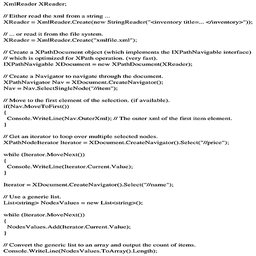 XmlReader XReader;
// Either read the xml from a string ...
XReader = XmlReader.Create(new StringReader("<inventory title=... </inventory>"));
// ... or read it from the file system.
XReader = XmlReader.Create("xmlfile.xml");
// Create a XPathDocument object (which implements the IXPathNavigable interface)
// which is optimized for XPath operation. (very fast).
IXPathNavigable XDocument = new XPathDocument(XReader);
// Create a Navigator to navigate through the document.
XPathNavigator Nav = XDocument.CreateNavigator();
Nav = Nav.SelectSingleNode("//item");
// Move to the first element of the selection. (if available).
if(Nav.MoveToFirst())
{
Console.WriteLine(Nav.OuterXml); // The outer xml of the first item element.
}
// Get an iterator to loop over multiple selected nodes.
XPathNodeIterator Iterator = XDocument.CreateNavigator().Select("//price");
while (Iterator.MoveNext())
{
Console.WriteLine(Iterator.Current.Value);
}
Iterator = XDocument.CreateNavigator().Select("//name");
// Use a generic list.
List<string> NodesValues = new List<string>();
while (Iterator.MoveNext())
{
NodesValues.Add(Iterator.Current.Value);
}
// Convert the generic list to an array and output the count of items.
Console.WriteLine(NodesValues.ToArray().Length);